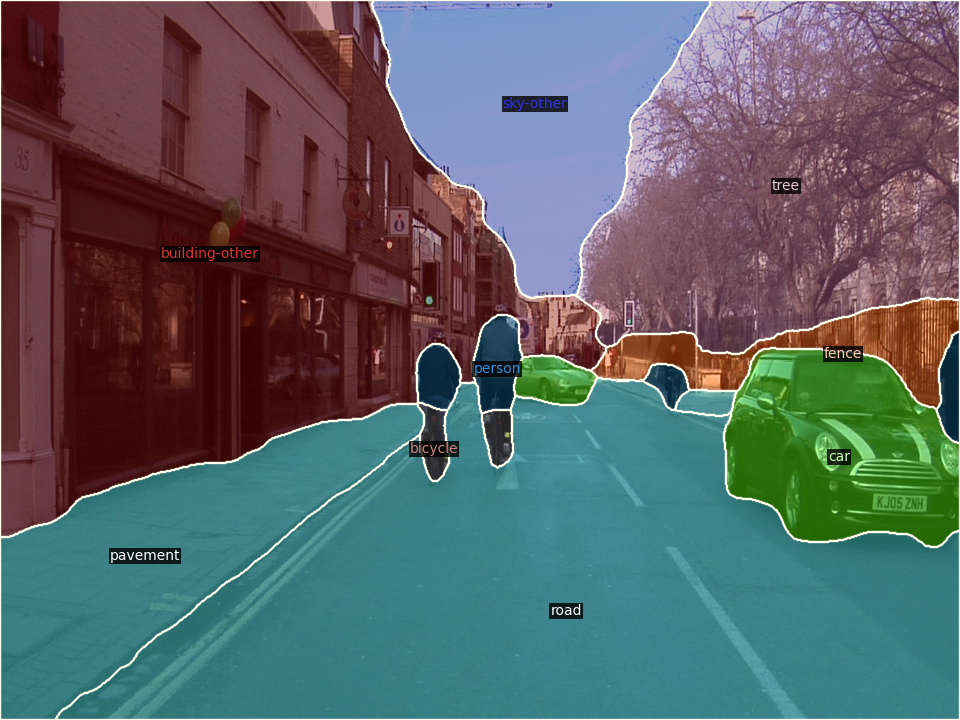 sky-other
35
tree
building-other
i
fence
person
bicycle
car
KJ05 ZNH
pavement
road